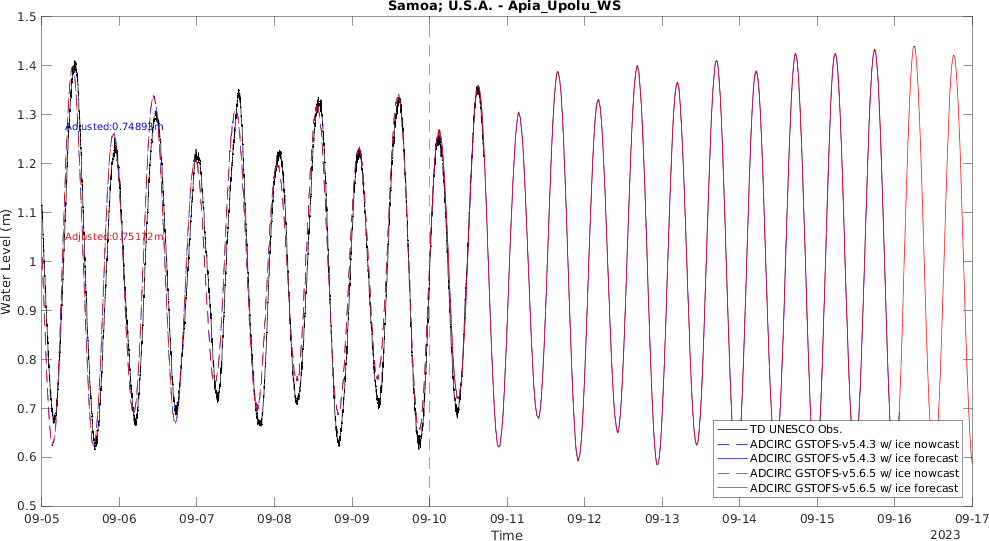 Samoa; U.S.A. - Apia_Upolu_WS
1.5
1.4
1.3
1.2
1.1
1
0.9
0.8
0.7
0.6
0.5
Water Level (m)
Adjusted:0.74893m
Adjusted:0.75172m
TD UNESCO Obs.
ADCIRC GSTOFS-v5.4.3 w/ ice nowcast
ADCIRC GSTOFS-v5.4.3 w/ ice forecast
ADCIRC GSTOFS-v5.6.5 w/ ice nowcast
ADCIRC GSTOFS-v5.6.5 w/ ice forecast
09-05 09-06 09-07 09-08 09-09 09-10 09-11 09-12 09-13 09-14 09-15 09-16 09-17
Time
2023